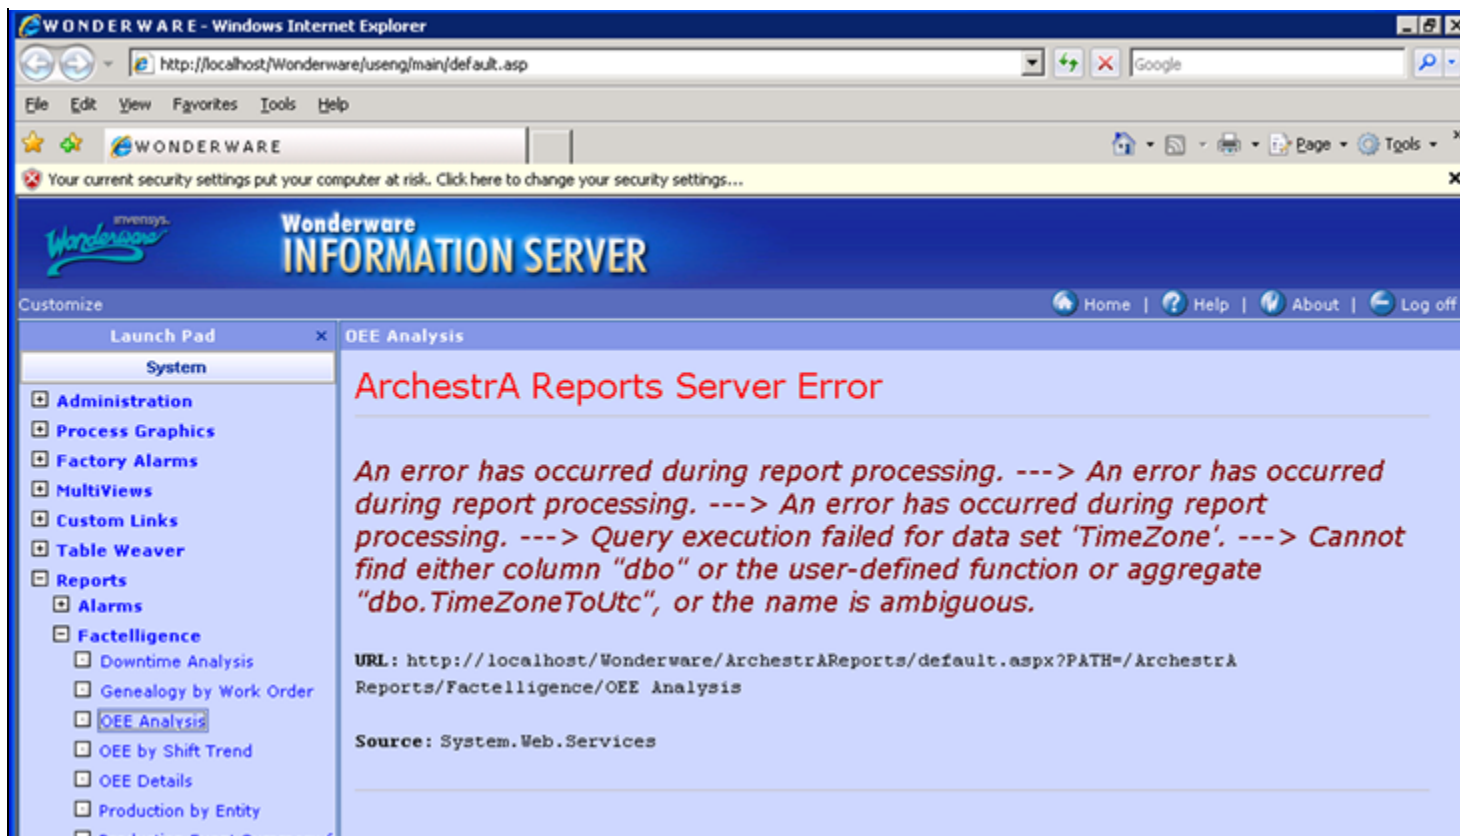 WONDERWARE - Windows Internet Explorer
http://localhost/Wonderware/useng/main/default.asp
Google
File Edit View Favorites Tools Help
WONDERWARE
Page Tools
Your current security settings put your computer at risk. Click here to change your security settings...
invensys.
Wonderware
Wonderware
INFORMATION SERVER
Customize
Home | Help | About | Log off
Launch Pad
OEE Analysis
System
ArchestrA Reports Server Error
Administration
Process Graphics
Factory Alarms
MultiViews
Custom Links
Table Weaver
Reports
Alarms
Factelligence
Downtime Analysis
Genealogy by Work Order
OEE Analysis
OEE by Shift Trend
OEE Details
Production by Entity
An error has occurred during report processing. ---> An error has occurred
during report processing. ---> An error has occurred during report
processing. ---> Query execution failed for data set 'TimeZone'. ---> Cannot
find either column "dbo" or the user-defined function or aggregate
"dbo.TimeZoneToUtc", or the name is ambiguous.
URL: http://localhost/Wonderware/ArchestrAReports/default.aspx?PATH=/ArchestrA
Reports/Factelligence/OEE Analysis
Source: System.Web.Services